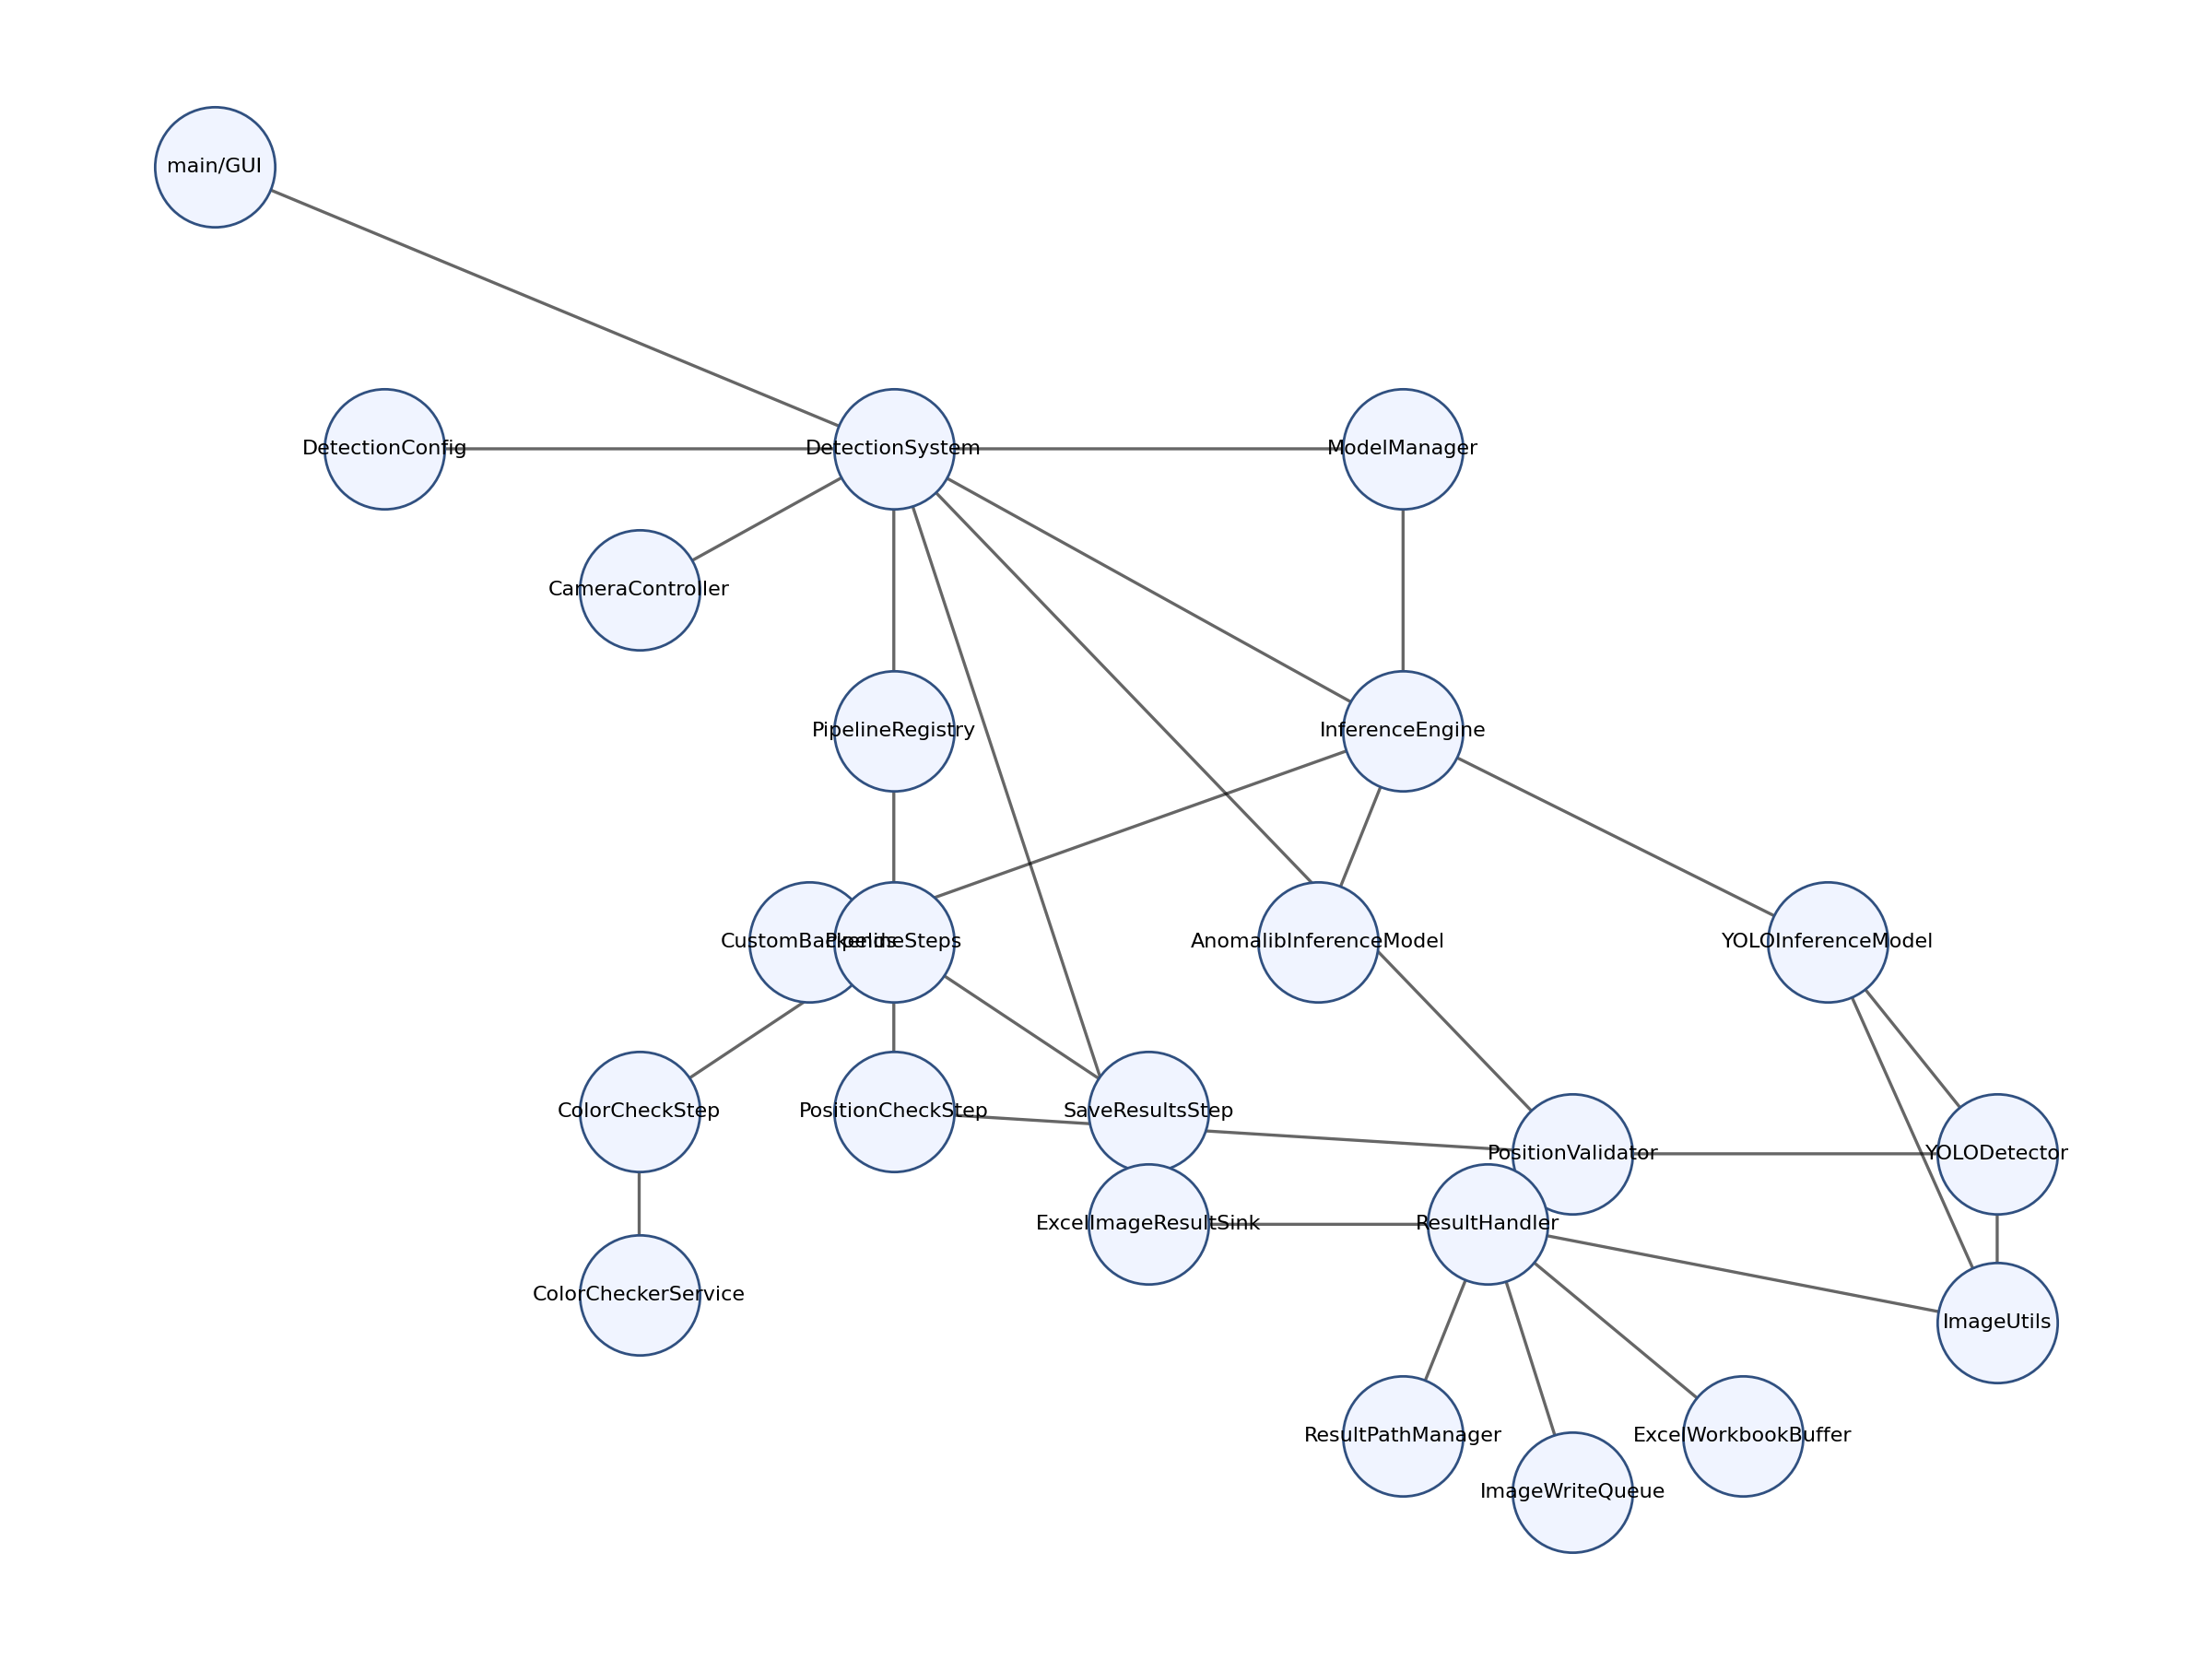 main/GUI
DetectionConfig
DetectionSystem
ModelManager
CameraController
PipelineRegistry
InferenceEngine
CustomBackends
PipelineSteps
AnomalibInferenceModel
YOLOInferenceModel
ColorCheckStep
PositionCheckStep
SaveResultsStep
PositionValidator
YOLODetector
ExcelImageResultSink
ResultHandler
ColorCheckerService
ImageUtils
ResultPathManager
ExcelWorkbookBuffer
ImageWriteQueue